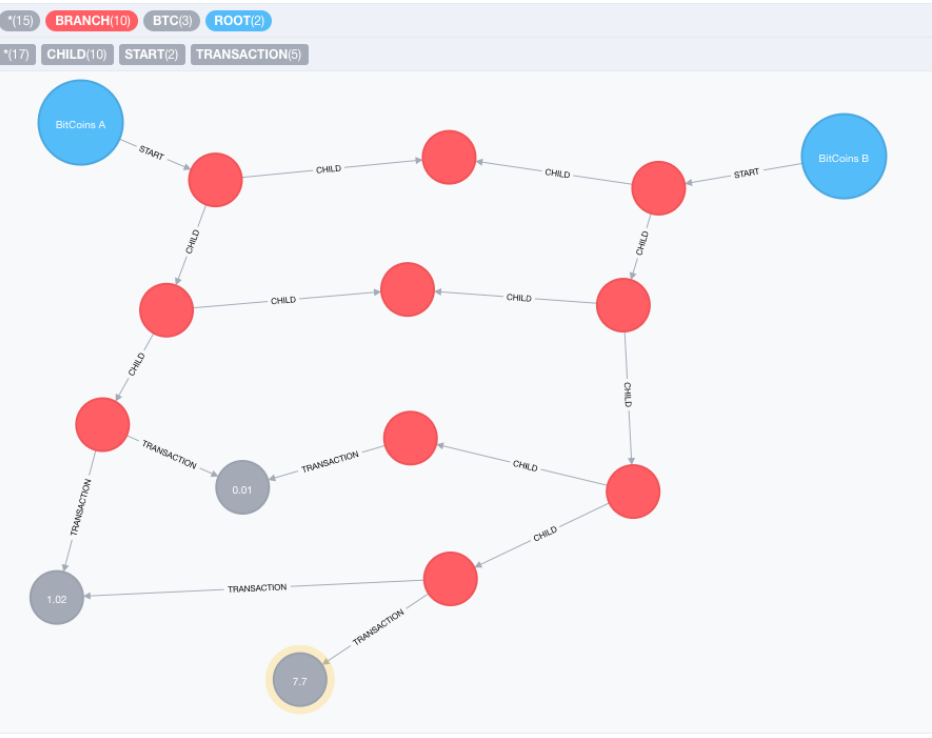 *(15) BRANCH(10) BTC(3) ROOT(2)
*(17) CHILD(10) START(2) TRANSACTION(5)
BitCoins A
BitCoins B
START
CHILD
CHILD
START
CHILD
CHILD
CHILD
CHILD
CHILD
CHILD
TRANSACTION
TRANSACTION
CHILD
0.01
TRANSACTION
CHILD
1.02
TRANSACTION
TRANSACTION
7.7